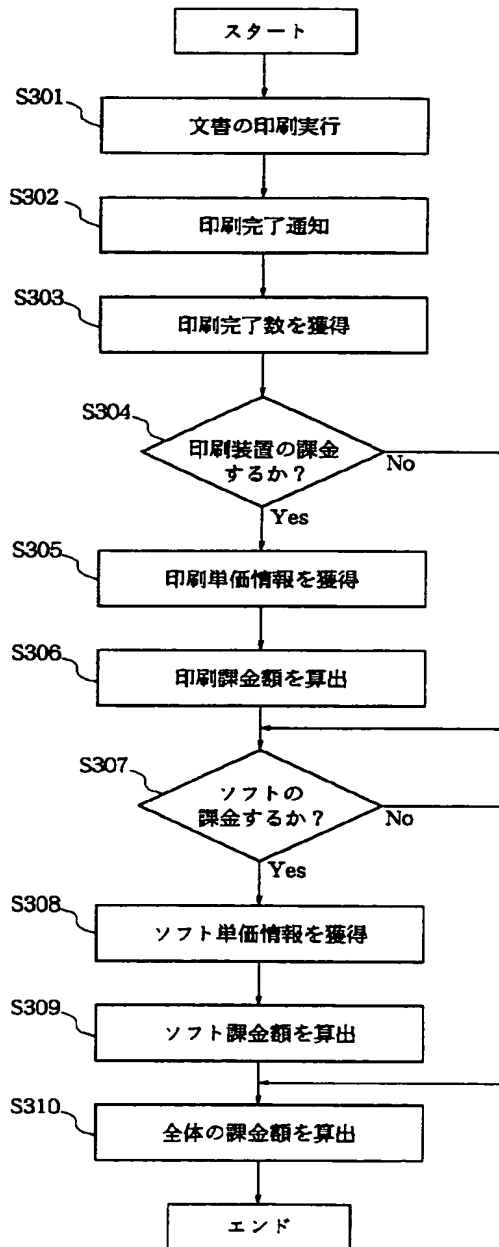 スタート
S301
文書の印刷実行
S302
印刷完了通知
S303
印刷完了数を獲得
S304
印刷装置の課金
するか?
No
Yes
S305
印刷単価情報を獲得
S306
印刷課金額を算出
S307
ソフトの
課金するか?
No
Yes
S308
ソフト単価情報を獲得
S309
ソフト課金額を算出
S310
全体の課金額を算出
エンド